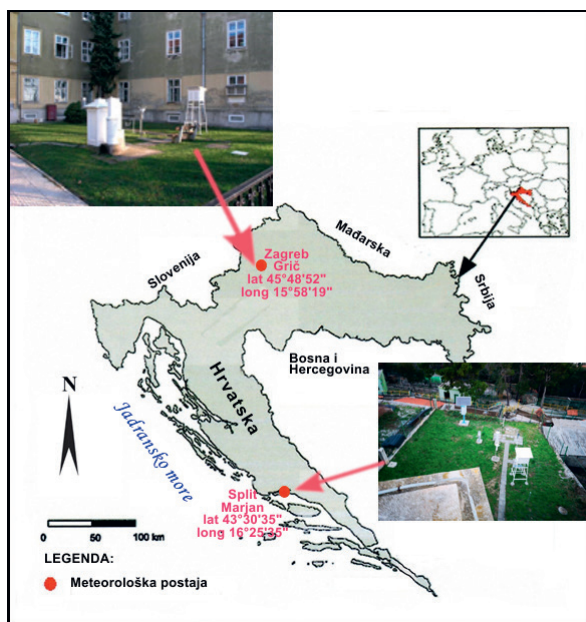 Mađarska
Slovenija
Zagreb
Grič
lat 45°48'52"
long 15°58'19"
Srbija
Bosna i
Hercegovina
Hrvatska
N
Jadransko more
Split
Marjan
lat 43°30'35"
long 16°25'35"
0 50 100 km
LEGENDA:
Meteorološka postaja